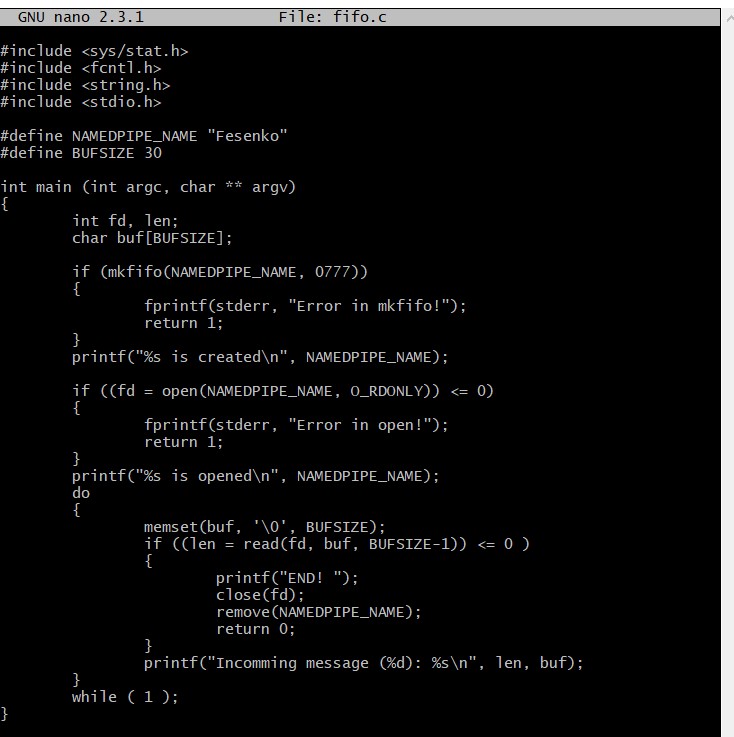 GNU nano 2.3.1 File: fifo.c
#include <sys/stat.h>
#include <fcntl.h>
#include <string.h>
#include <stdio.h>
#define NAMEDPIPE_NAME "Fesenko"
#define BUFSIZE 30
int main (int argc, char ** argv)
{
int fd, len;
char buf[BUFSIZE];
if (mkfifo(NAMEDPIPE_NAME, 0777))
{
fprintf(stderr, "Error in mkfifo!");
return 1;
}
printf("%s is created\n", NAMEDPIPE_NAME);
if ((fd = open(NAMEDPIPE_NAME, O_RDONLY)) <= 0)
{
fprintf(stderr, "Error in open!");
return 1;
}
printf("%s is opened\n", NAMEDPIPE_NAME);
do
{
memset(buf, '\0', BUFSIZE);
if ((len = read(fd, buf, BUFSIZE-1)) <= 0 )
{
printf("END! ");
close(fd);
remove(NAMEDPIPE_NAME);
return 0;
}
printf("Incomming message (%d): %s\n", len, buf);
}
while ( 1 );
}